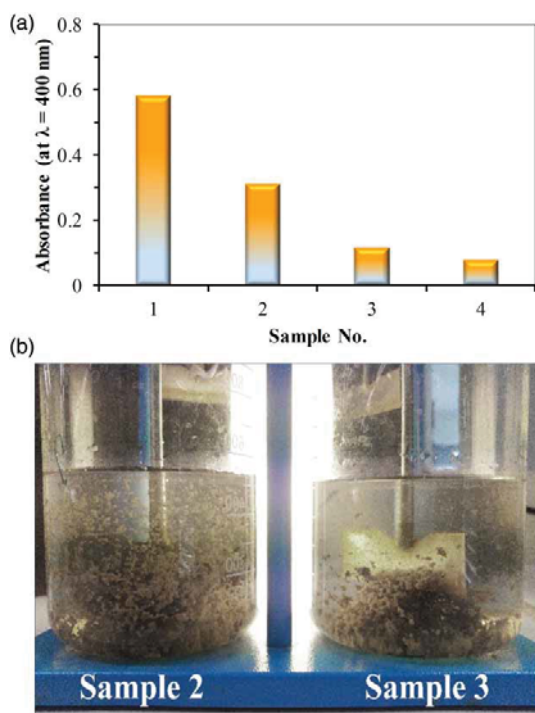 (a)
0.8
0.6
0.4
0.2
0
Absorbance (at λ = 400 nm)
1 2 3 4
Sample No.
(b)
Sample 2 Sample 3